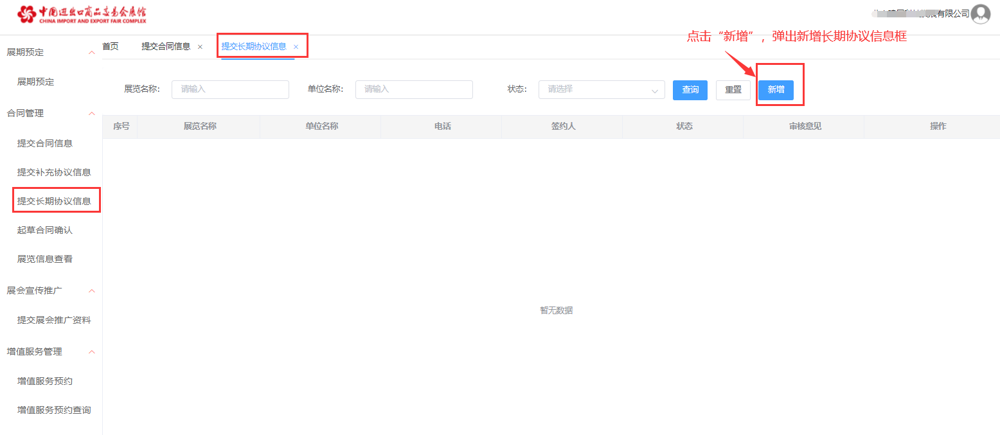 中国进出口商品交易会展馆
CHINA IMPORT AND EXPORT FAIR COMPLEX
有限公司
点击“新增”，弹出新增长期协议信息框
首页 提交合同信息 × 提交长期协议信息 ×
展览名称: 请输入 单位名称: 请输入 状态: 请选择 查询 重置 新增
序号 展览名称 单位名称 电话 签约人 状态 审核意见 操作
暂无数据
展期预定
展期预定
合同管理
提交合同信息
提交补充协议信息
提交长期协议信息
起草合同确认
展览信息查看
展会宣传推广
提交展会推广资料
增值服务管理
增值服务预约
增值服务预约查询